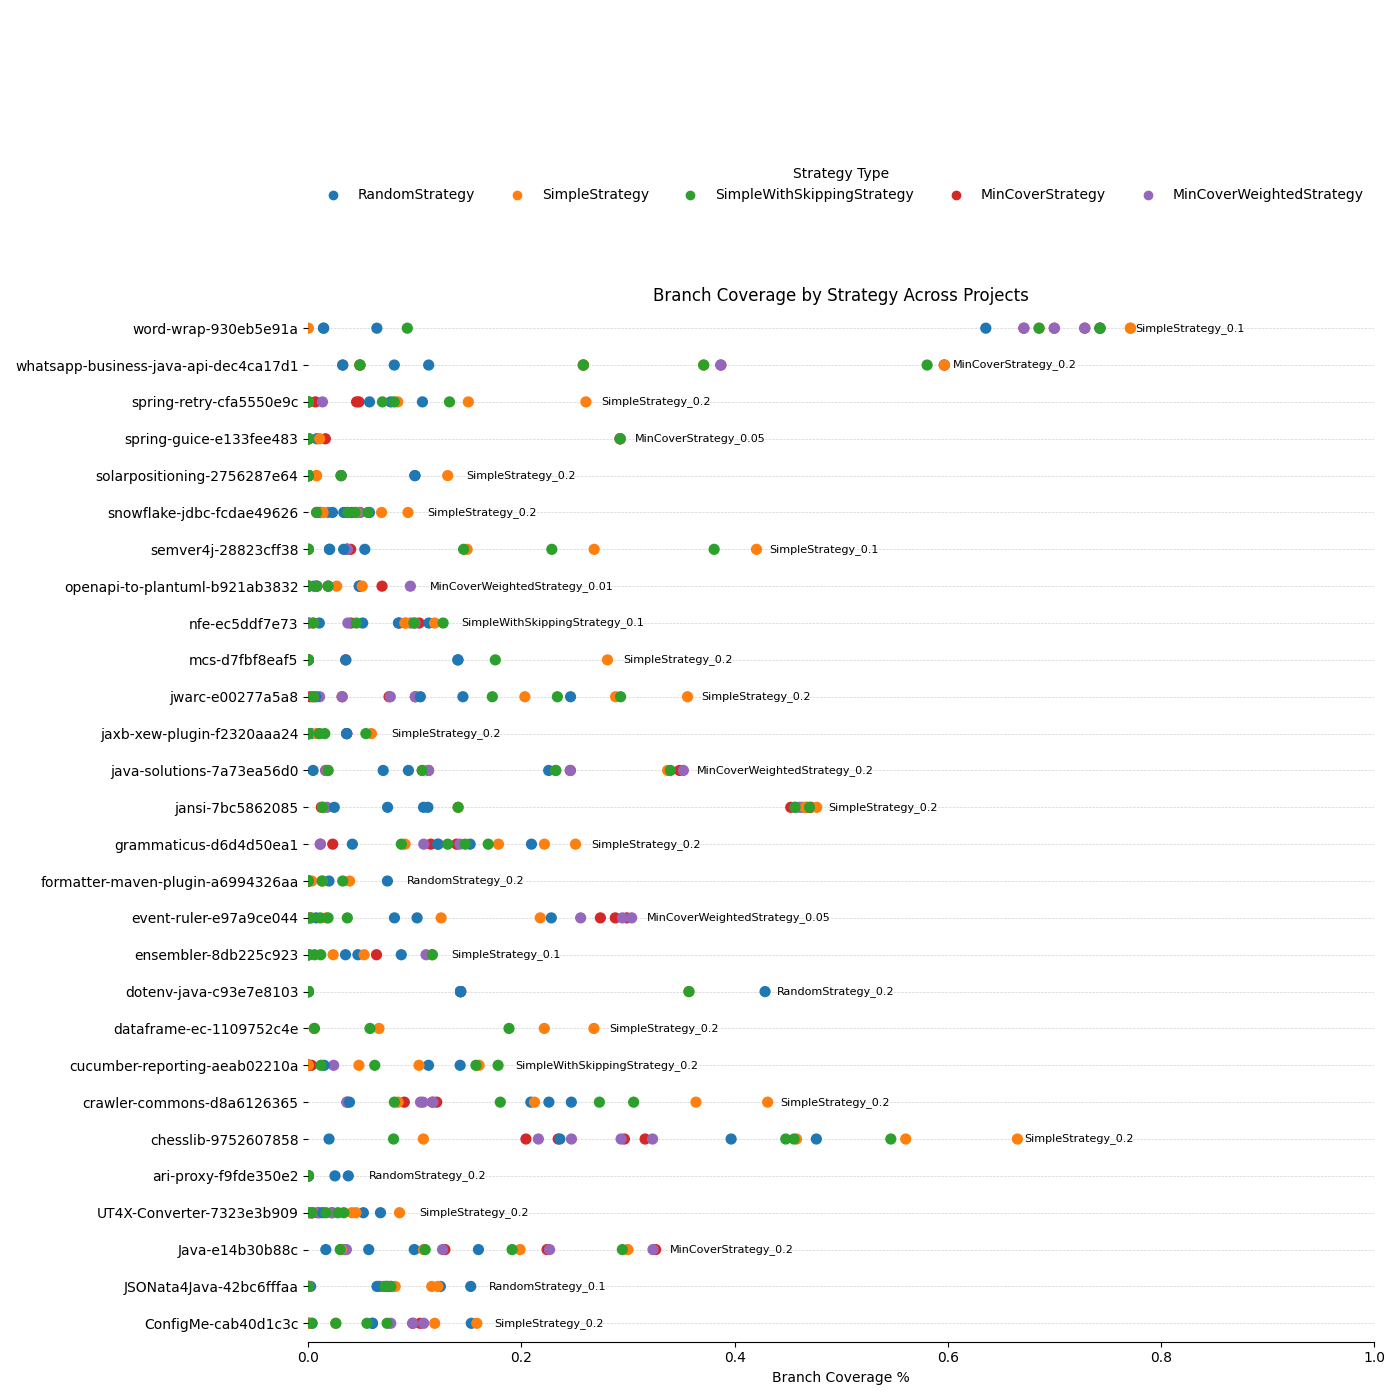 Strategy Type
RandomStrategy SimpleStrategy SimpleWithSkippingStrategy MinCoverStrategy MinCoverWeightedStrategy
Branch Coverage by Strategy Across Projects
word-wrap-930eb5e91a SimpleStrategy_0.1
whatsapp-business-java-api-dec4ca17d1 MinCoverStrategy_0.2
spring-retry-cfa5550e9c SimpleStrategy_0.2
spring-guice-e133fee483 MinCoverStrategy_0.05
solarpositioning-2756287e64 SimpleStrategy_0.2
snowflake-jdbc-fcdae49626 SimpleStrategy_0.2
semver4j-28823cff38 SimpleStrategy_0.1
openapi-to-plantuml-b921ab3832 MinCoverWeightedStrategy_0.01
nfe-ec5ddf7e73 SimpleWithSkippingStrategy_0.1
mcs-d7fbf8eaf5 SimpleStrategy_0.2
jwarc-e00277a5a8 SimpleStrategy_0.2
jaxb-xew-plugin-f2320aaa24 SimpleStrategy_0.2
java-solutions-7a73ea56d0 MinCoverWeightedStrategy_0.2
jansi-7bc5862085 SimpleStrategy_0.2
grammaticus-d6d4d50ea1 SimpleStrategy_0.2
formatter-maven-plugin-a6994326aa RandomStrategy_0.2
event-ruler-e97a9ce044 MinCoverWeightedStrategy_0.05
ensembler-8db225c923 SimpleStrategy_0.1
dotenv-java-c93e7e8103 RandomStrategy_0.2
dataframe-ec-1109752c4e SimpleStrategy_0.2
cucumber-reporting-aeab02210a SimpleWithSkippingStrategy_0.2
crawler-commons-d8a6126365 SimpleStrategy_0.2
chesslib-9752607858 SimpleStrategy_0.2
ari-proxy-f9fde350e2 RandomStrategy_0.2
UT4X-Converter-7323e3b909 SimpleStrategy_0.2
Java-e14b30b88c MinCoverStrategy_0.2
JSONata4Java-42bc6fffaa RandomStrategy_0.1
ConfigMe-cab40d1c3c SimpleStrategy_0.2
0.0 0.2 0.4 0.6 0.8 1.0
Branch Coverage %